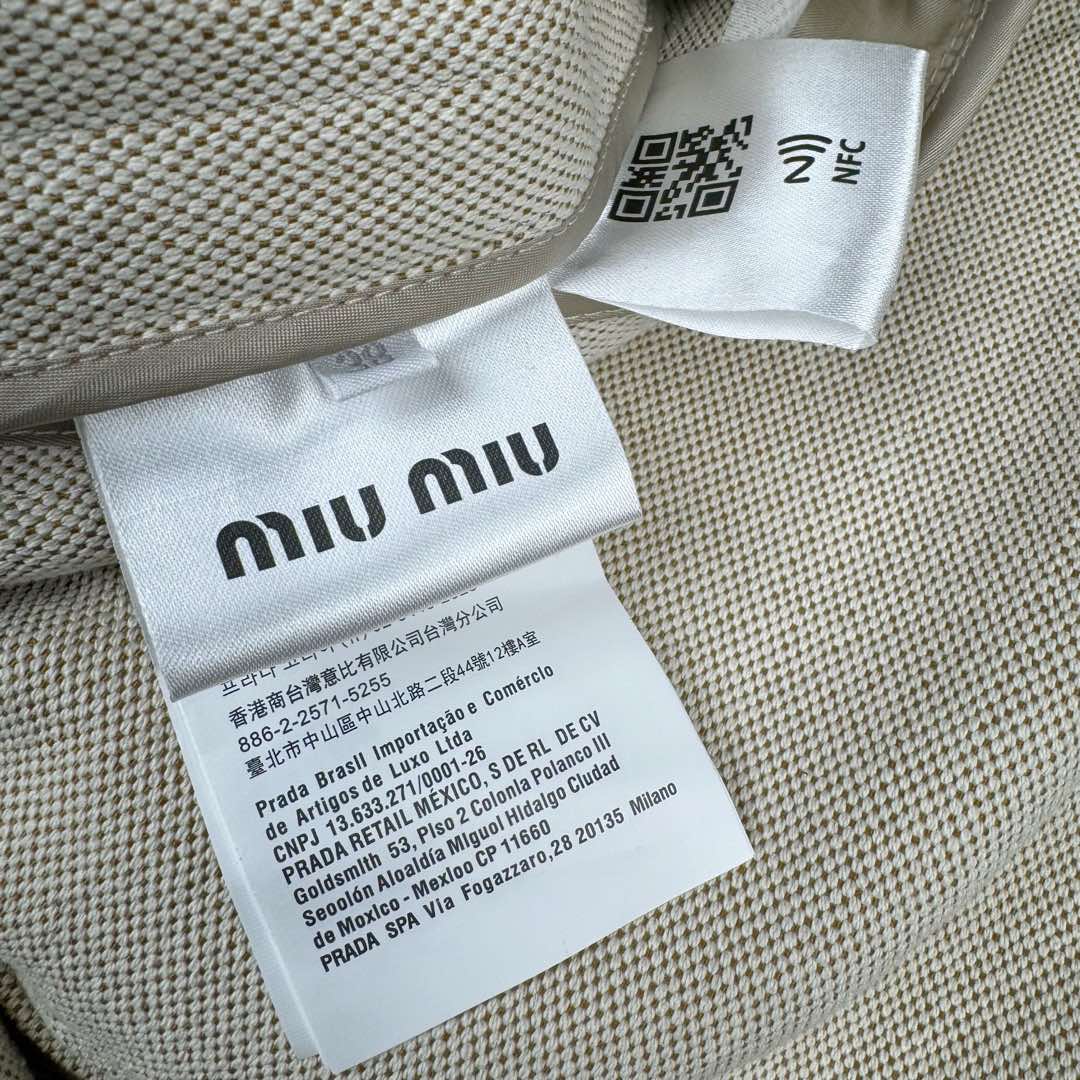 NFC
MIU MIU
香港商台灣意比有限公司台灣分公司
886-2-2571-5255
臺北市中山區中山北路二段44號12樓A室
Prada Brasil Importação e Comércio
de Artigos de Luxo Ltda
CNPJ 13.633.271/0001-26
PRADA RETAIL MÉXICO, S DE RL DE CV
Goldsmith 53, Piso 2 Colonla Polanco III
Seoolón Aloaldía Miguol Hldalgo Cludad
de Moxlco - Mexloo CP 11660
PRADA SPA Via Fogazzaro,28 20135 Milano